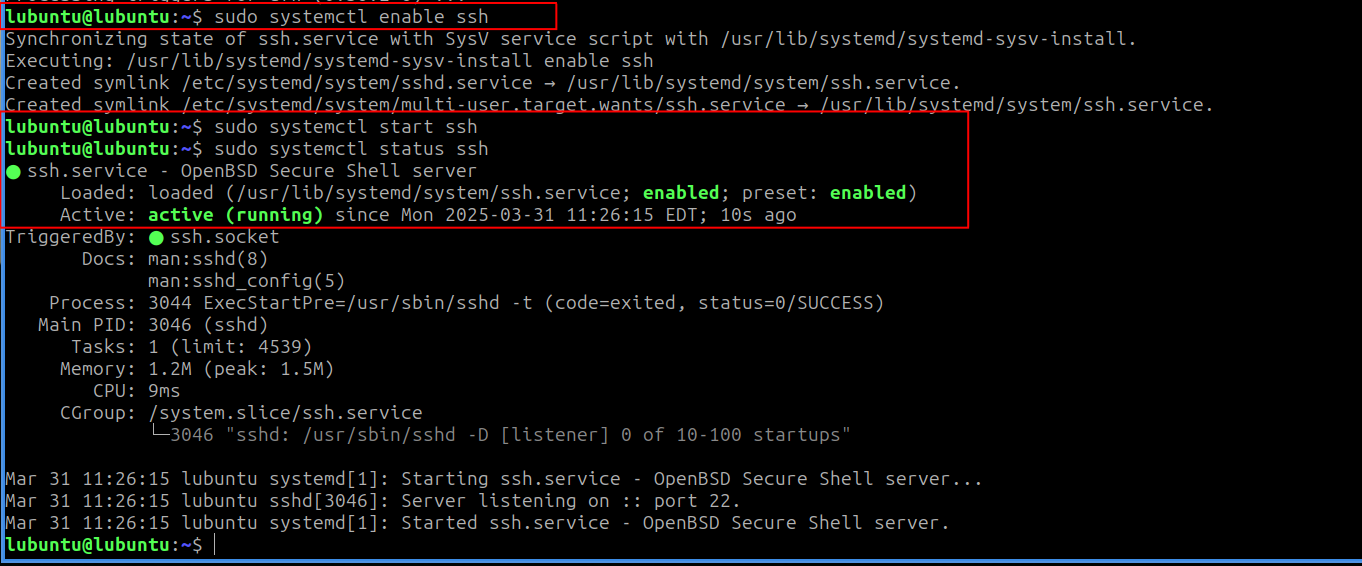 lubuntu@lubuntu:~$ sudo systemctl enable ssh
Synchronizing state of ssh.service with SysV service script with /usr/lib/systemd/systemd-sysv-install.
Executing: /usr/lib/systemd/systemd-sysv-install enable ssh
Created symlink /etc/systemd/system/sshd.service → /usr/lib/systemd/system/ssh.service.
Created symlink /etc/systemd/system/multi-user.target.wants/ssh.service → /usr/lib/systemd/system/ssh.service.
lubuntu@lubuntu:~$ sudo systemctl start ssh
lubuntu@lubuntu:~$ sudo systemctl status ssh
● ssh.service - OpenBSD Secure Shell server
     Loaded: loaded (/usr/lib/systemd/system/ssh.service; enabled; preset: enabled)
     Active: active (running) since Mon 2025-03-31 11:26:15 EDT; 10s ago
TriggeredBy: ● ssh.socket
       Docs: man:sshd(8)
             man:sshd_config(5)
    Process: 3044 ExecStartPre=/usr/sbin/sshd -t (code=exited, status=0/SUCCESS)
   Main PID: 3046 (sshd)
      Tasks: 1 (limit: 4539)
     Memory: 1.2M (peak: 1.5M)
        CPU: 9ms
     CGroup: /system.slice/ssh.service
             └─3046 "sshd: /usr/sbin/sshd -D [listener] 0 of 10-100 startups"
Mar 31 11:26:15 lubuntu systemd[1]: Starting ssh.service - OpenBSD Secure Shell server...
Mar 31 11:26:15 lubuntu sshd[3046]: Server listening on :: port 22.
Mar 31 11:26:15 lubuntu systemd[1]: Started ssh.service - OpenBSD Secure Shell server.
lubuntu@lubuntu:~$